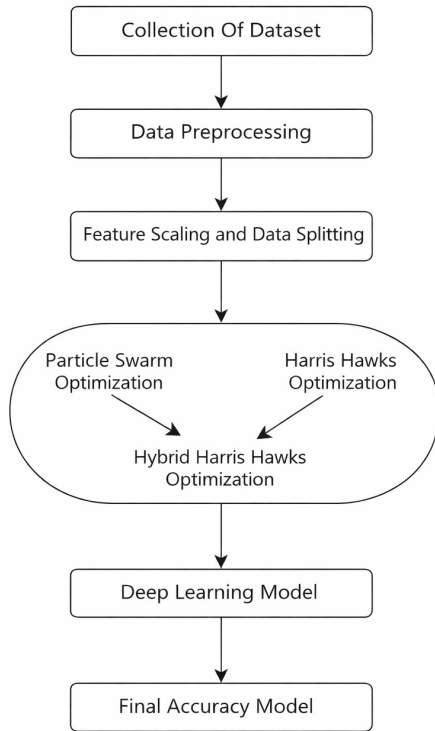 Collection Of Dataset
Data Preprocessing
Feature Scaling and Data Splitting
Particle Swarm
Optimization
Harris Hawks
Optimization
Hybrid Harris Hawks
Optimization
Deep Learning Model
Final Accuracy Model